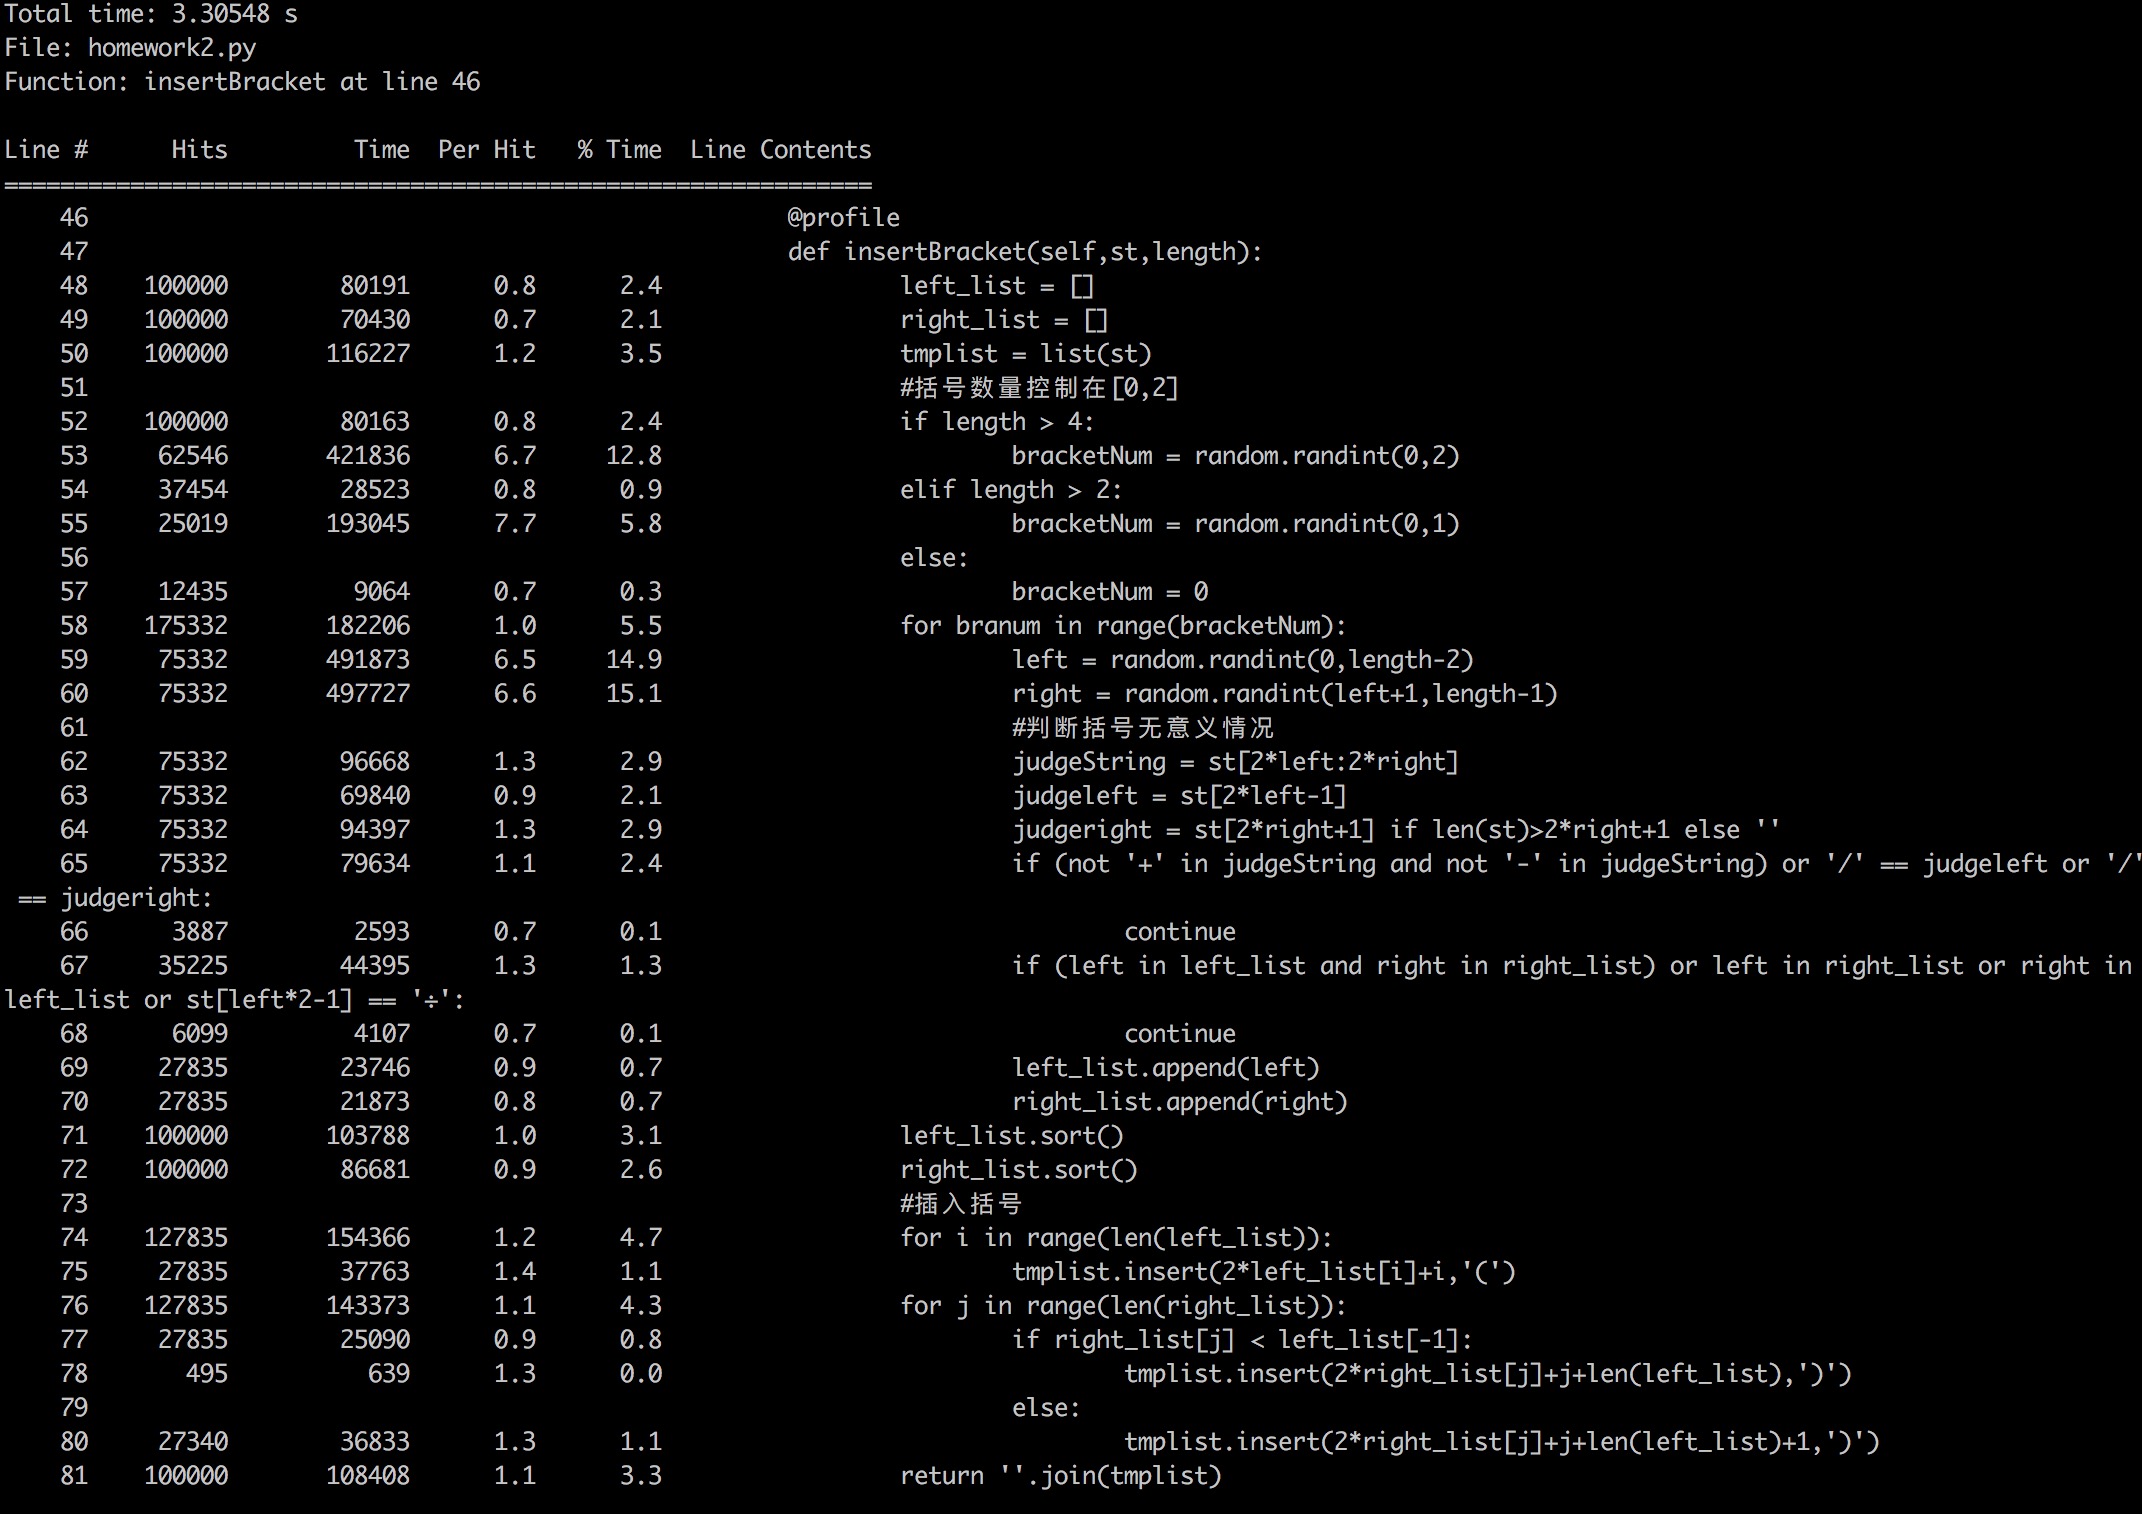 Total time: 3.30548 s
File: homework2.py
Function: insertBracket at line 46
Line #      Hits         Time  Per Hit   % Time  Line Contents
==============================================================
    46                                                  @profile
    47                                                  def insertBracket(self,st,length):
    48    100000        80191      0.8      2.4                 left_list = []
    49    100000        70430      0.7      2.1                 right_list = []
    50    100000       116227      1.2      3.5                 tmplist = list(st)
    51                                                          #括号数量控制在[0,2]
    52    100000        80163      0.8      2.4                 if length > 4:
    53     62546       421836      6.7     12.8                         bracketNum = random.randint(0,2)
    54     37454        28523      0.8      0.9                 elif length > 2:
    55     25019       193045      7.7      5.8                         bracketNum = random.randint(0,1)
    56                                                          else:
    57     12435         9064      0.7      0.3                         bracketNum = 0
    58    175332       182206      1.0      5.5                 for branum in range(bracketNum):
    59     75332       491873      6.5     14.9                         left = random.randint(0,length-2)
    60     75332       497727      6.6     15.1                         right = random.randint(left+1,length-1)
    61                                                                  #判断括号无意义情况
    62     75332        96668      1.3      2.9                         judgeString = st[2*left:2*right]
    63     75332        69840      0.9      2.1                         judgeleft = st[2*left-1]
    64     75332        94397      1.3      2.9                         judgeright = st[2*right+1] if len(st)>2*right+1 else ''
    65     75332        79634      1.1      2.4                         if (not '+' in judgeString and not '-' in judgeString) or '/' == judgeleft or '/'
 == judgeright:
    66      3887         2593      0.7      0.1                                 continue
    67     35225        44395      1.3      1.3                         if (left in left_list and right in right_list) or left in right_list or right in
left_list or st[left*2-1] == '÷':
    68      6099         4107      0.7      0.1                                 continue
    69     27835        23746      0.9      0.7                         left_list.append(left)
    70     27835        21873      0.8      0.7                         right_list.append(right)
    71    100000       103788      1.0      3.1                 left_list.sort()
    72    100000        86681      0.9      2.6                 right_list.sort()
    73                                                          #插入括号
    74    127835       154366      1.2      4.7                 for i in range(len(left_list)):
    75     27835        37763      1.4      1.1                         tmplist.insert(2*left_list[i]+i,'(')
    76    127835       143373      1.1      4.3                 for j in range(len(right_list)):
    77     27835        25090      0.9      0.8                         if right_list[j] < left_list[-1]:
    78       495          639      1.3      0.0                                 tmplist.insert(2*right_list[j]+j+len(left_list),')')
    79                                                                  else:
    80     27340        36833      1.3      1.1                                 tmplist.insert(2*right_list[j]+j+len(left_list)+1,')')
    81    100000       108408      1.1      3.3                 return ''.join(tmplist)